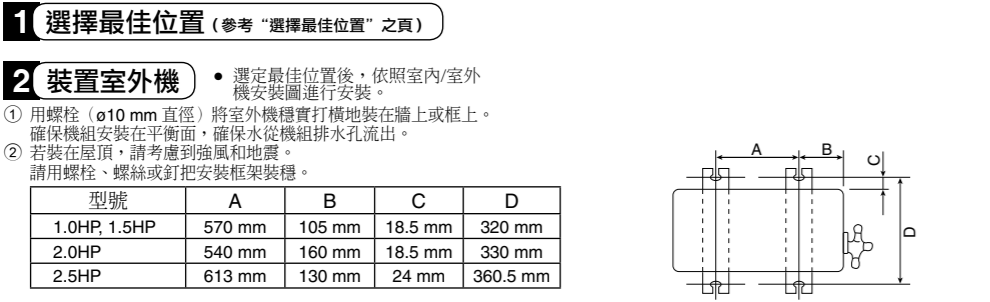 1 選擇最佳位置（參考“選擇最佳位置”之頁）
2 裝置室外機
● 選定最佳位置後，依照室內/室外
機安裝圖進行安裝。
① 用螺栓（ø10 mm 直徑）將室外機穩實打橫地裝在牆上或框上。
確保機組安裝在平衡面，確保水從機組排水孔流出。
② 若裝在屋頂，請考慮到強風和地震。
請用螺栓、螺絲或釘把安裝框架裝穩。
型號 A B C D
1.0HP, 1.5HP 570 mm 105 mm 18.5 mm 320 mm
2.0HP 540 mm 160 mm 18.5 mm 330 mm
2.5HP 613 mm 130 mm 24 mm 360.5 mm
A B C
D